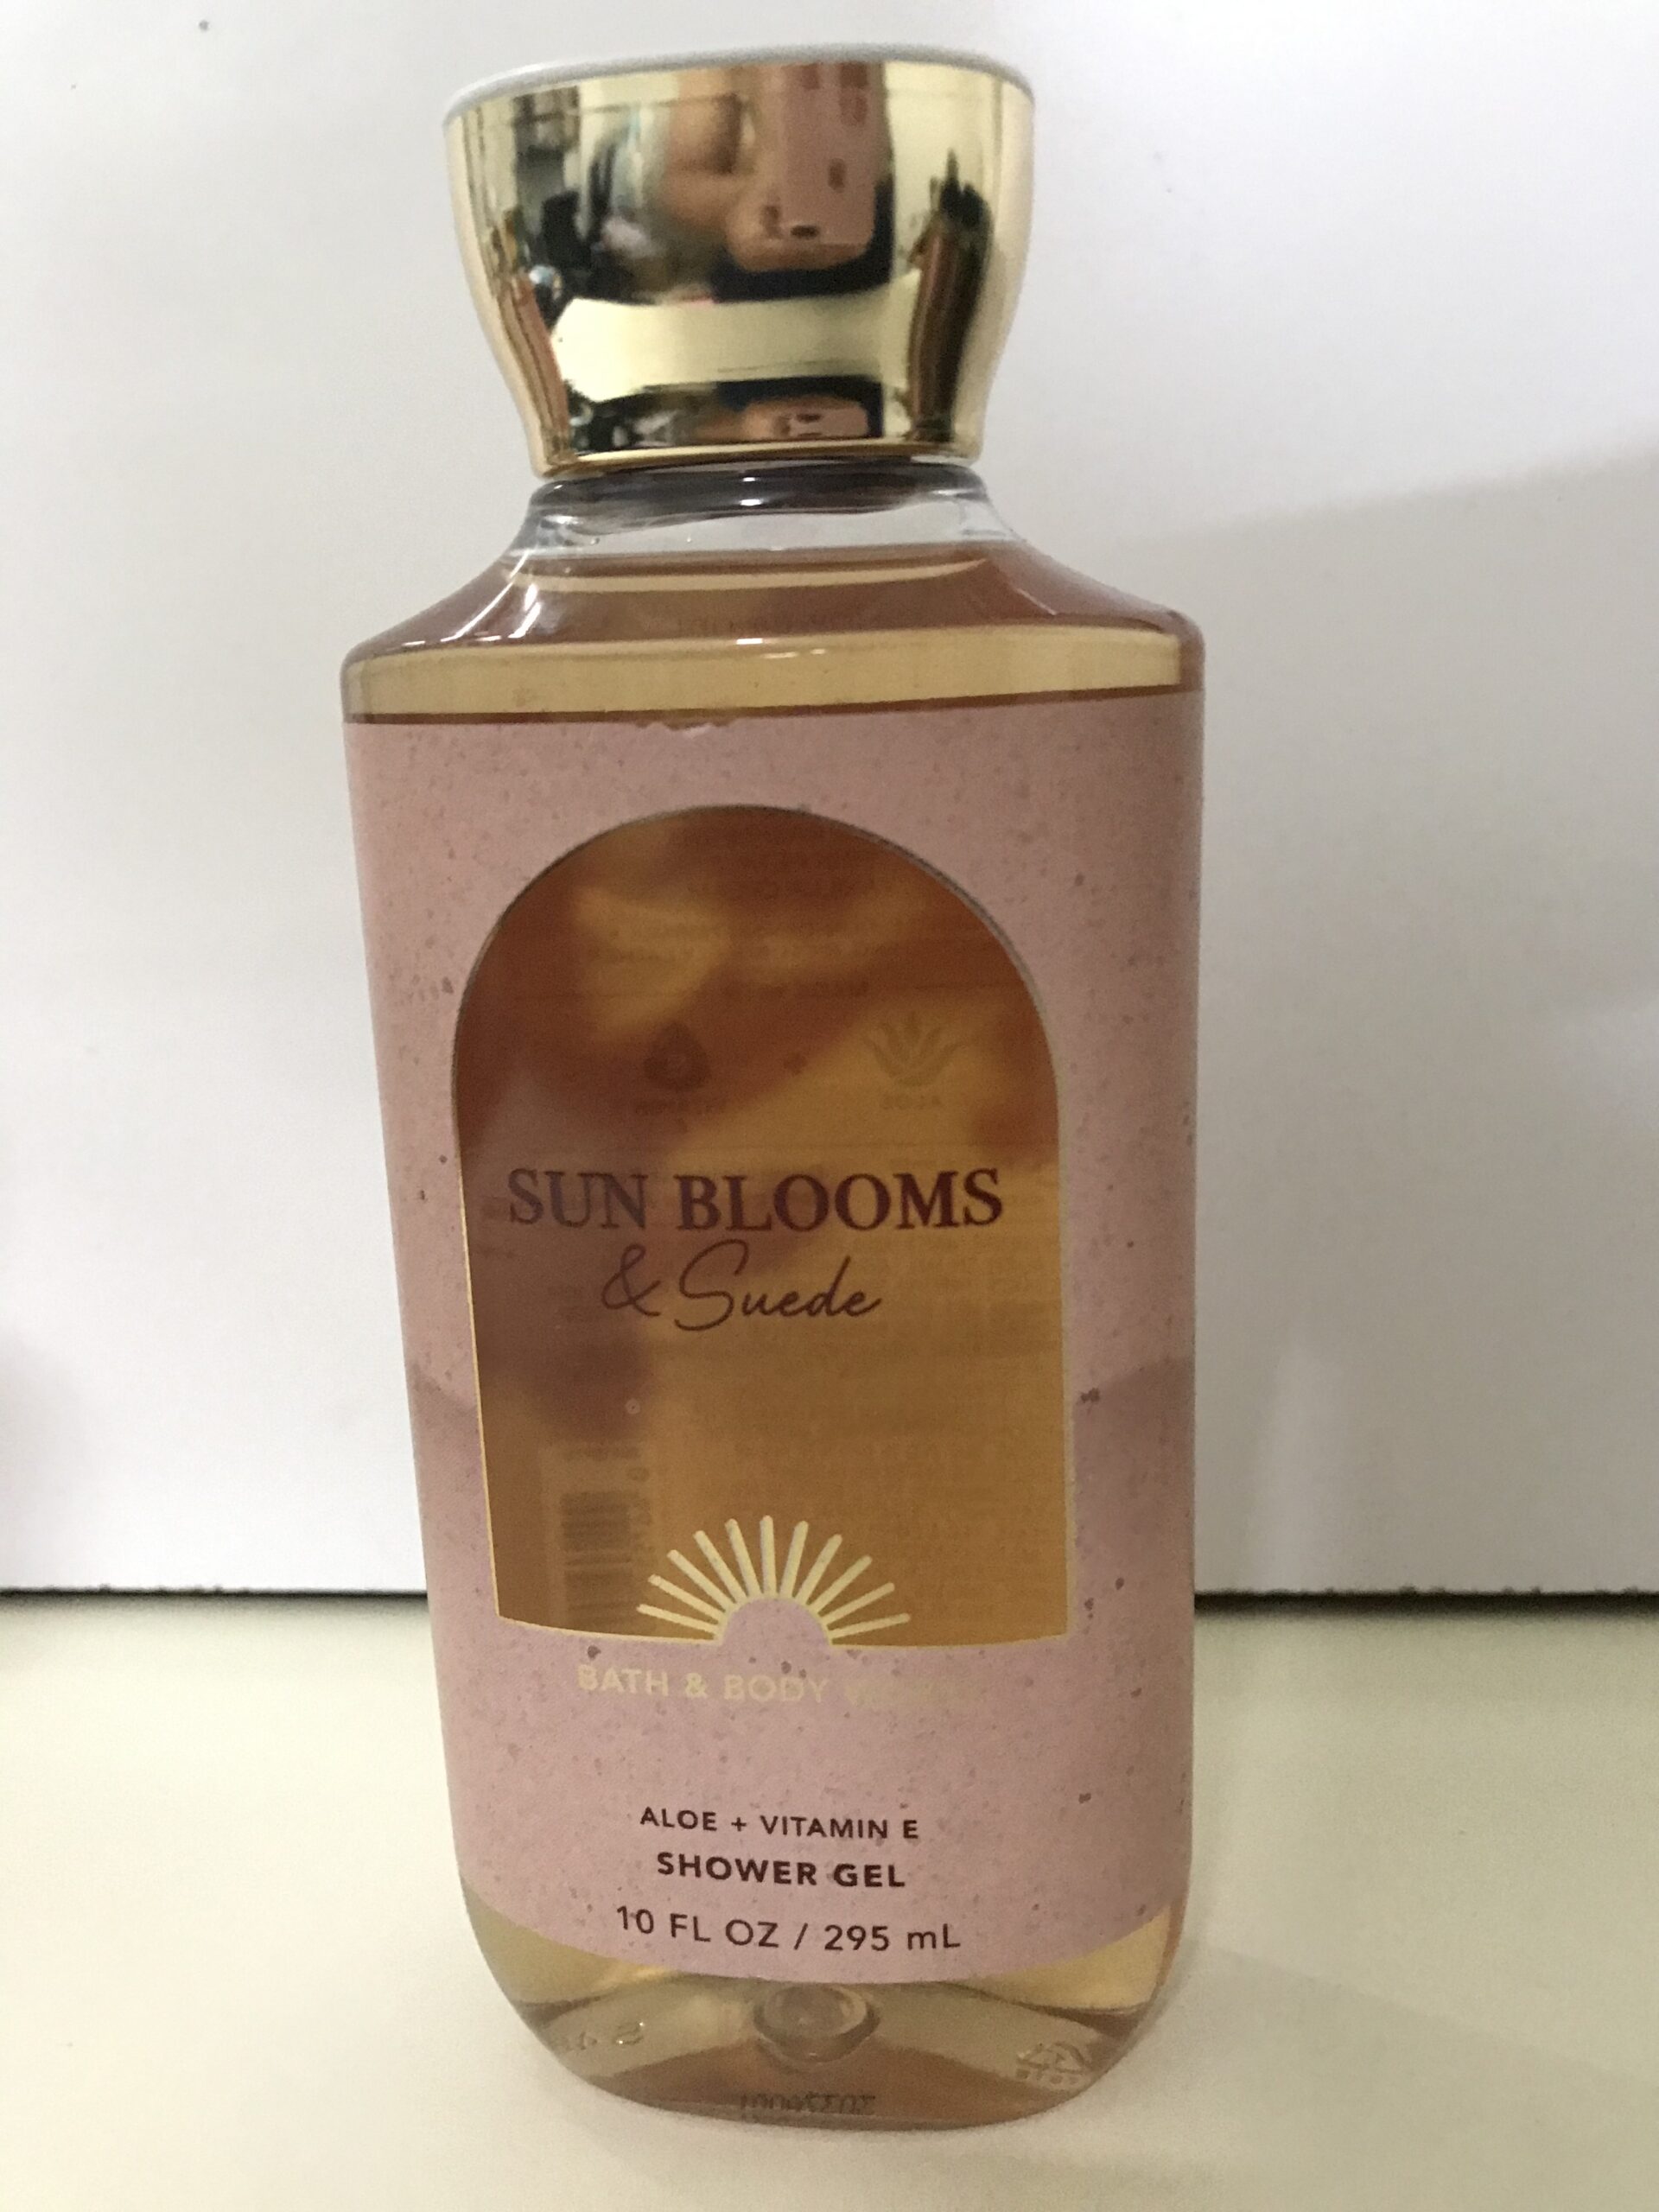 SUN BLOOMS
& Suede
BATH & BODY
ALOE + VITAMIN E
SHOWER GEL
10 FL OZ / 295 mL